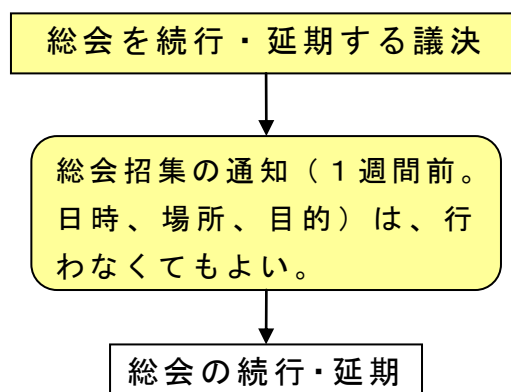 総会を続行・延期する議決
総会招集の通知（１週間前。
日時、場所、目的）は、行
わなくてもよい。
総会の続行・延期